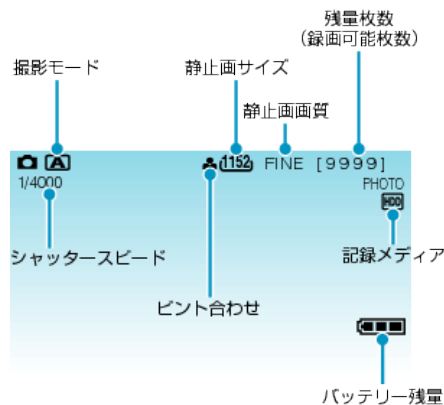 残量枚数
(録画可能枚数)
撮影モード
静止画サイズ
静止画画質
A 1152 FINE [9999]
1/4000
PHOTO
HDD
シャッタースピード
記録メディア
ピント合わせ
バッテリー残量